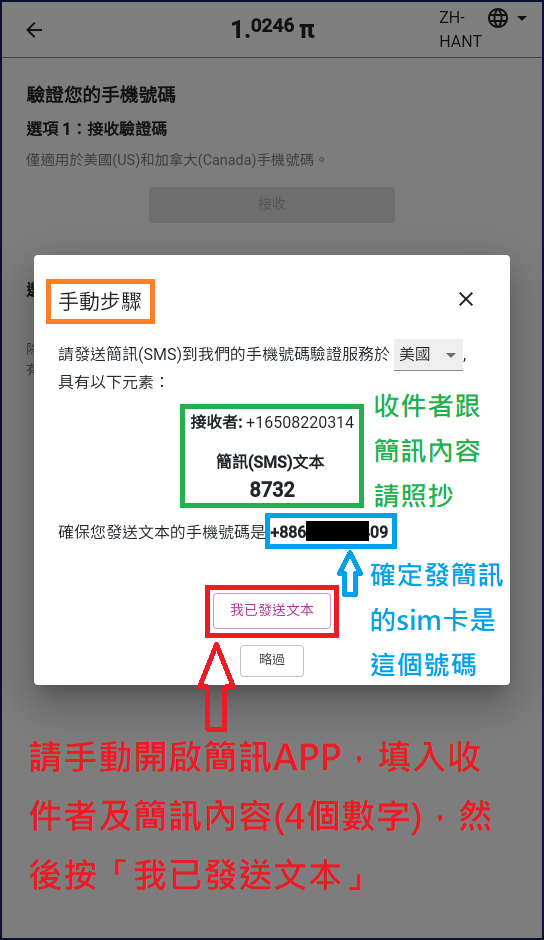 1.0246 π
ZH-
HANT
驗證您的手機號碼
選項 1：接收驗證碼
僅適用於美國(US)和加拿大(Canada)手機號碼。
接收
手動步驟
請發送簡訊(SMS)到我們的手機號碼驗證服務於 美國 ,
具有以下元素：
接收者: +16508220314
簡訊(SMS)文本
8732
收件者跟
簡訊內容
請照抄
確保您發送文本的手機號碼是 +886 409
我已發送文本
略過
確定發簡訊
的sim卡是
這個號碼
請手動開啟簡訊APP，填入收
件者及簡訊內容(4個數字)，然
後按「我已發送文本」